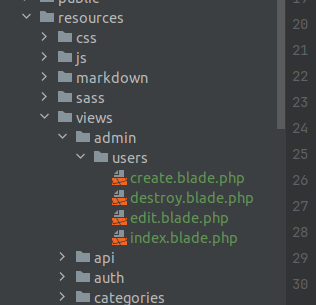 public
resources
css
js
markdown
sass
views
admin
users
create.blade.php
destroy.blade.php
edit.blade.php
index.blade.php
api
auth
categories
19
20
21
22
23
24
25
26
27
28
29
30